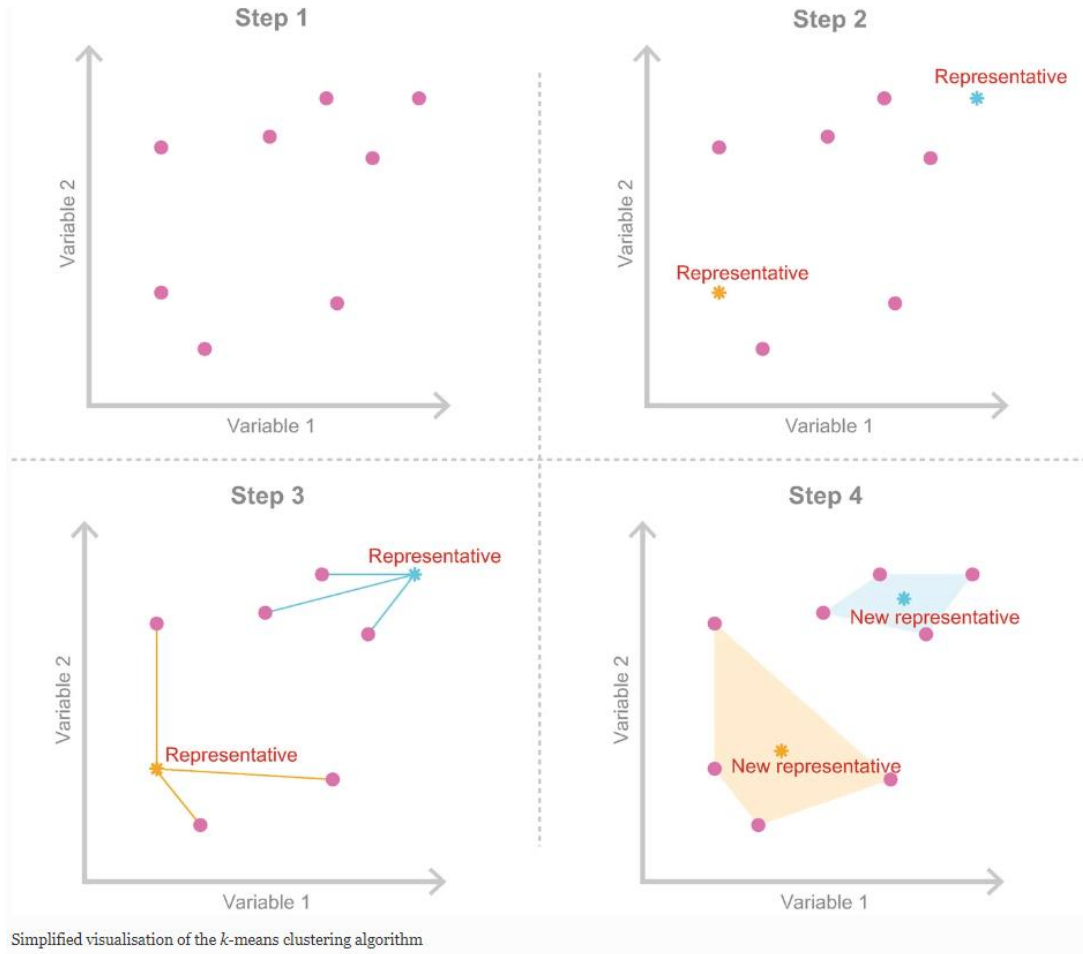 Step 1
Variable 2
Variable 1
Step 2
Representative
Representative
Variable 2
Variable 1
Step 3
Representative
Representative
Variable 2
Variable 1
Step 4
New representative
New representative
Variable 2
Variable 1
Simplified visualisation of the k-means clustering algorithm